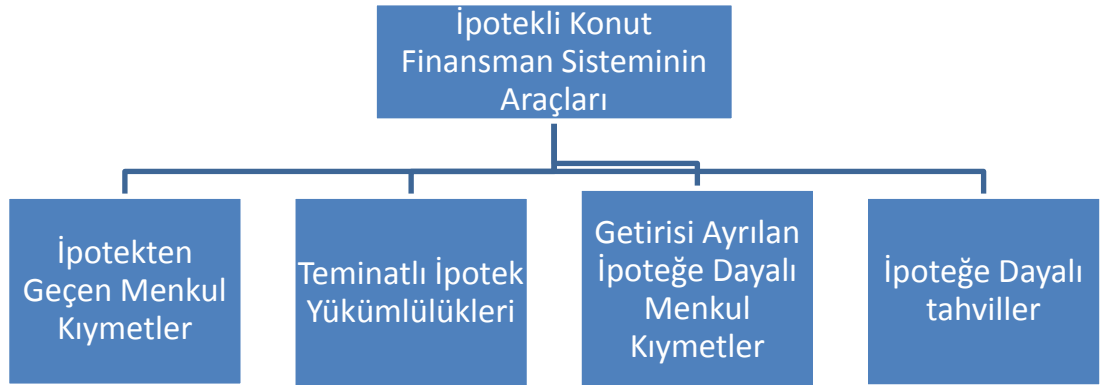 İpotekli Konut
Finansman Sisteminin
Araçları
İpotekten
Geçen Menkul
Kıymetler
Teminatlı İpotek
Yükümlülükleri
Getirisi Ayrılan
İpoteğe Dayalı
Menkul
Kıymetler
İpoteğe Dayalı
tahviller